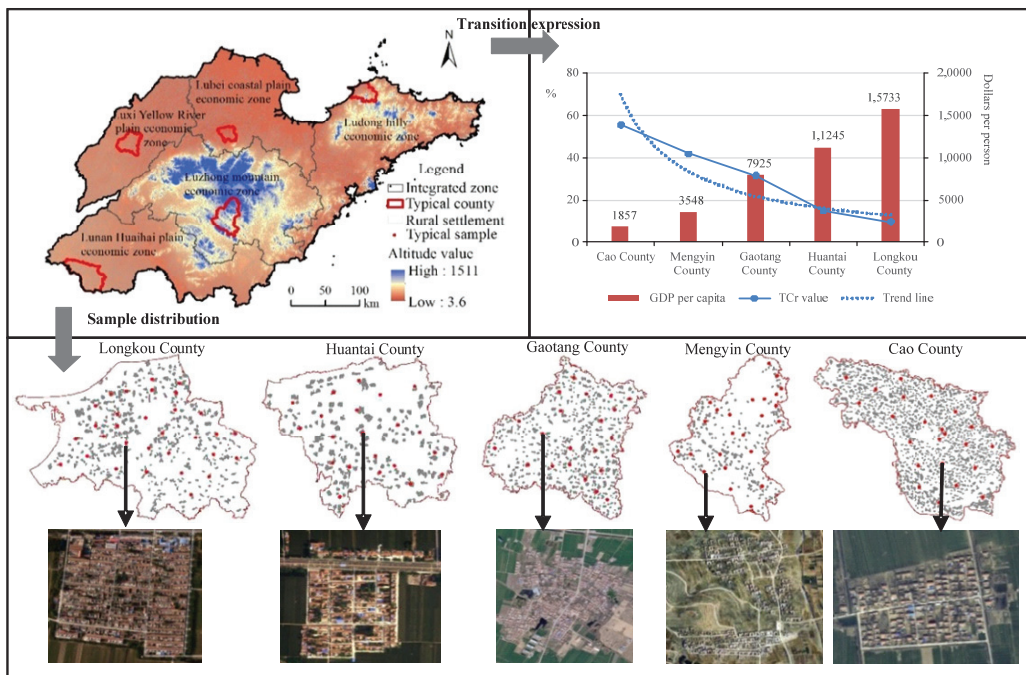 Transition expression
N
Lubei coastal plain
economic zone
Luxi Yellow River
plain economic
zone
Ludong hilly
economic zone
Luzhong mountain
economic zone
Lunan Huaihai plain
economic zone
Legend
Integrated zone
Typical county
Rural settlement
Typical sample
Altitude value
High : 1511
Low : 3.6
0 50 100
km
80
60
40
20
0
%
2,0000
1,5000
1,0000
5000
0
Dollars per person
1857
3548
7925
1,1245
1,5733
Cao County
Mengyin
County
Gaotang
County
Huantai
County
Longkou
County
GDP per capita
TCr value
Trend line
Sample distribution
Longkou County
Huantai County
Gaotang County
Mengyin County
Cao County